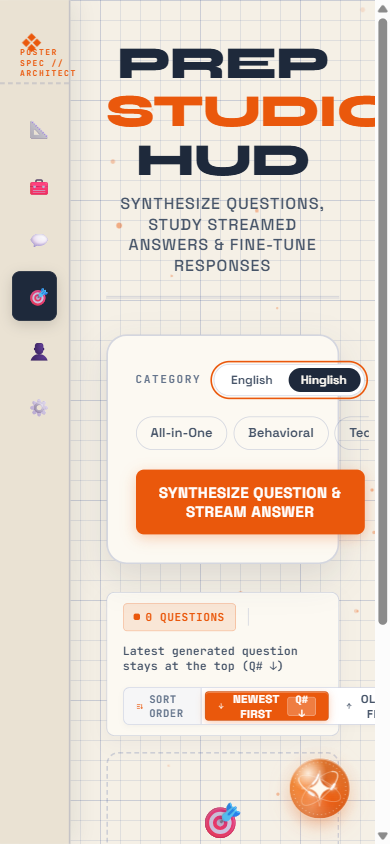 POSTER
SPEC //
ARCHITECT
PREP
STUDIO
HUD
SYNTHESIZE QUESTIONS,
STUDY STREAMED
ANSWERS & FINE-TUNE
RESPONSES
CATEGORY English Hinglish
All-in-One Behavioral Tec
SYNTHESIZE QUESTION &
STREAM ANSWER
0 QUESTIONS
Latest generated question
stays at the top (Q# ↓)
SORT ORDER
↓ NEWEST FIRST Q# ↓
↑